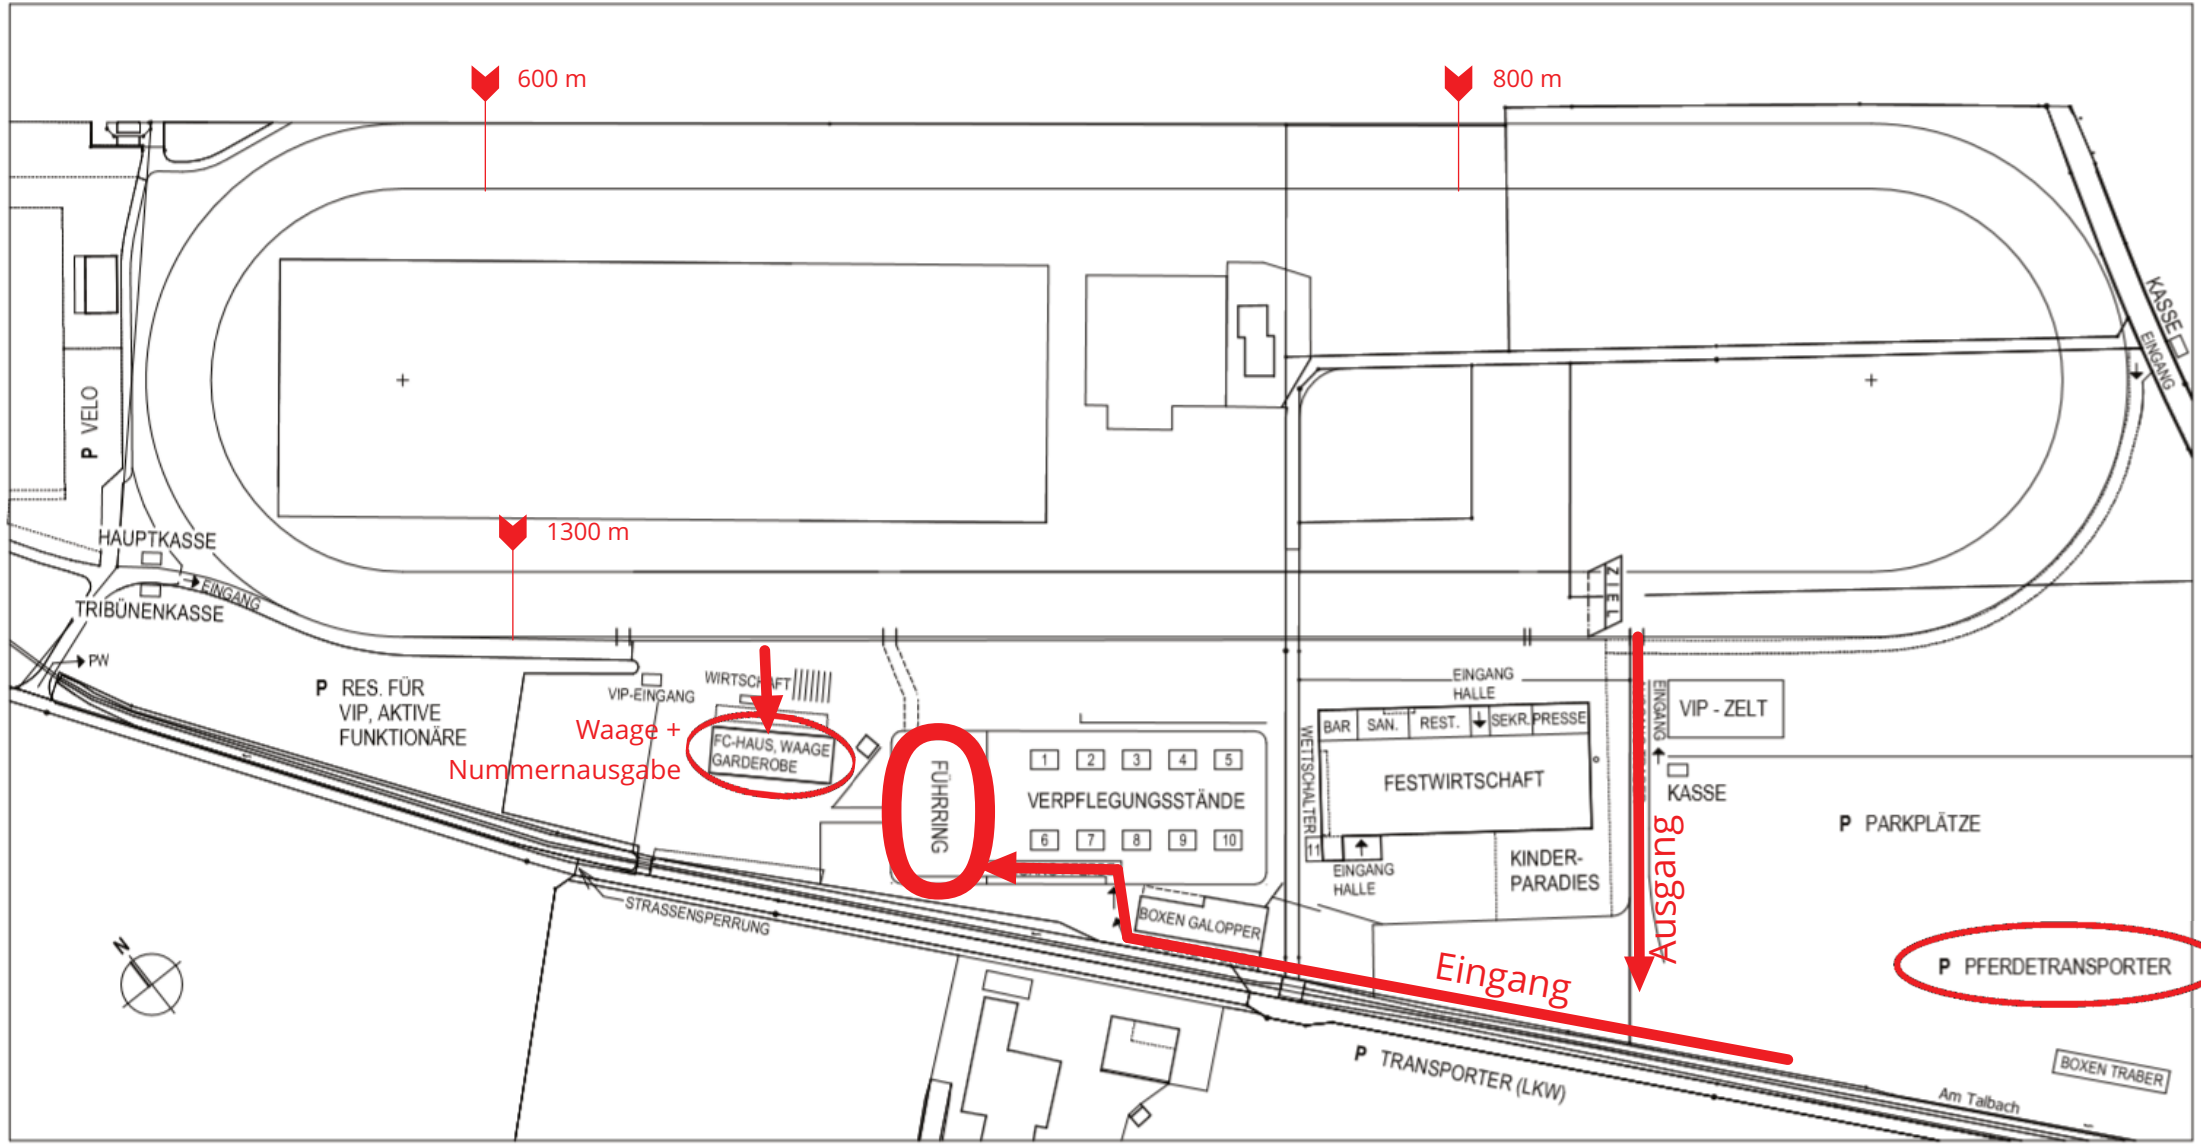 600 m
800 m
KASSE
EINGANG
P VELO
HAUPTKASSE
1300 m
EINGANG
TRIBÜNENKASSE
ZIEL
PW
P RES. FÜR
VIP, AKTIVE
FUNKTIONÄRE
VIP-EINGANG
WIRTSCHAFT
Waage +
Nummernausgabe
FC-HAUS, WAAGE
GARDEROBE
FÜHRRING
1 2 3 4 5
VERPFLEGUNGSSTÄNDE
6 7 8 9 10
EINGANG
HALLE
BAR SAN. REST. SEKR. PRESSE
WETTSCHALTER
FESTWIRTSCHAFT
11
EINGANG
HALLE
KINDER-
PARADIES
EINGANG
VIP - ZELT
KASSE
Ausgang
P PARKPLÄTZE
BOXEN GALOPPER
STRASSENSPERRUNG
N
Eingang
P PFERDETRANSPORTER
P TRANSPORTER (LKW)
BOXEN TRABER
Am Talbach